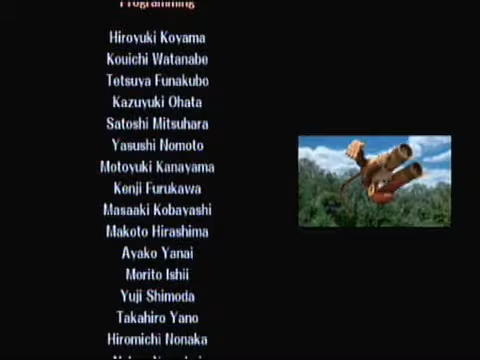 Programming
Hiroyuki Koyama
Kouichi Watanabe
Tetsuya Funakubo
Kazuyuki Ohata
Satoshi Mitsuhara
Yasushi Nomoto
Motoyuki Kanayama
Kenji Furukawa
Masaaki Kobayashi
Makoto Hirashima
Ayako Yanai
Morito Ishii
Yuji Shimoda
Takahiro Yano
Hiromichi Nonaka